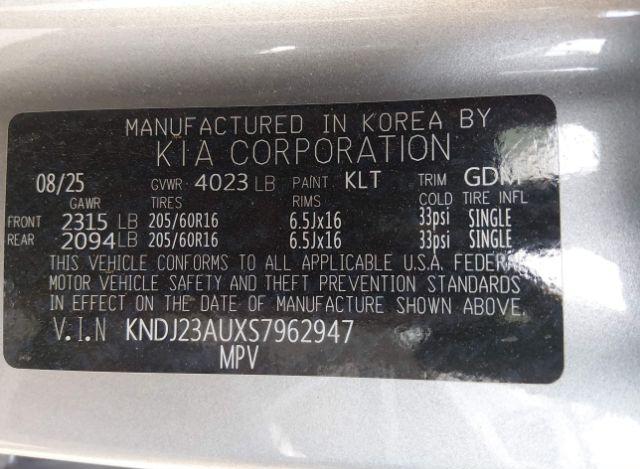 MANUFACTURED IN KOREA BY
KIA CORPORATION
08/25 GVWR 4023 LB PAINT KLT TRIM GDM
GAWR TIRES RIMS COLD TIRE INFL
FRONT 2315 LB 205/60R16 6.5Jx16 33psi SINGLE
REAR 2094 LB 205/60R16 6.5Jx16 33psi SINGLE
THIS VEHICLE CONFORMS TO ALL APPLICABLE U.S.A. FEDERAL
MOTOR VEHICLE SAFETY AND THEFT PREVENTION STANDARDS
IN EFFECT ON THE DATE OF MANUFACTURE SHOWN ABOVE.
V.I.N KNDJ23AUXS7962947
MPV